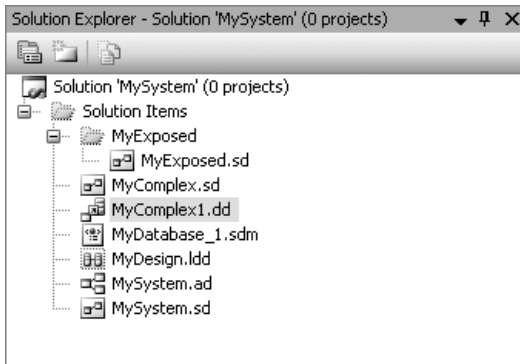 Solution Explorer - Solution 'MySystem' (0 projects)
Solution 'MySystem' (0 projects)
Solution Items
MyExposed
MyExposed.sd
MyComplex.sd
MyComplex1.dd
MyDatabase_1.sdm
MyDesign.ldd
MySystem.ad
MySystem.sd